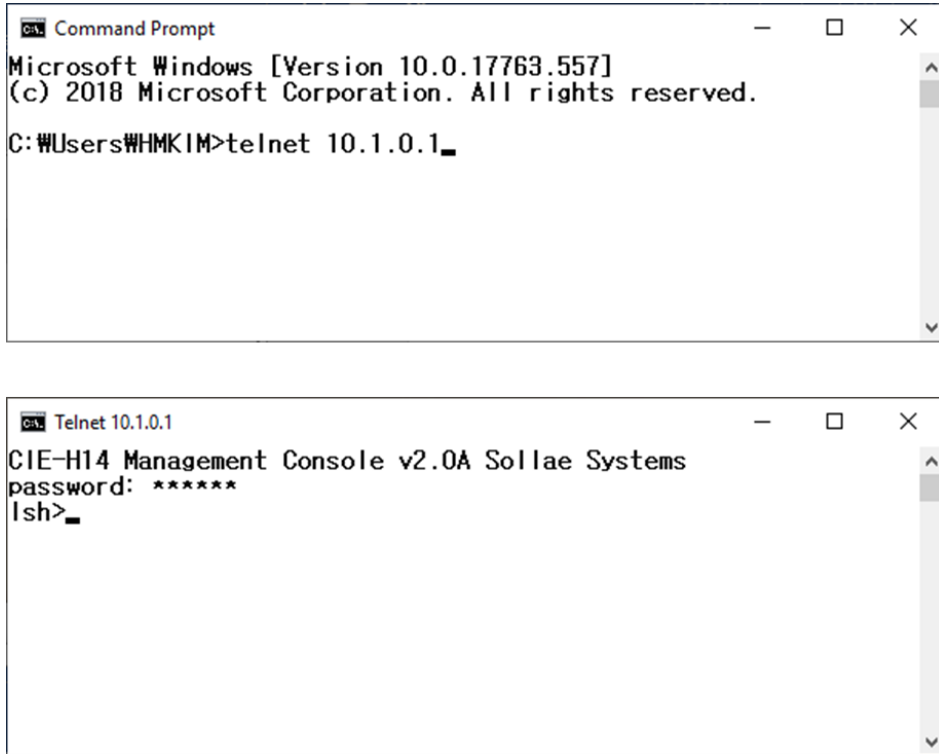 Command Prompt
Microsoft Windows [Version 10.0.17763.557]
(c) 2018 Microsoft Corporation. All rights reserved.
C:₩Users₩HMKIM>telnet 10.1.0.1
Telnet 10.1.0.1
CIE-H14 Management Console v2.0A Sollae Systems
password: ******
lsh>